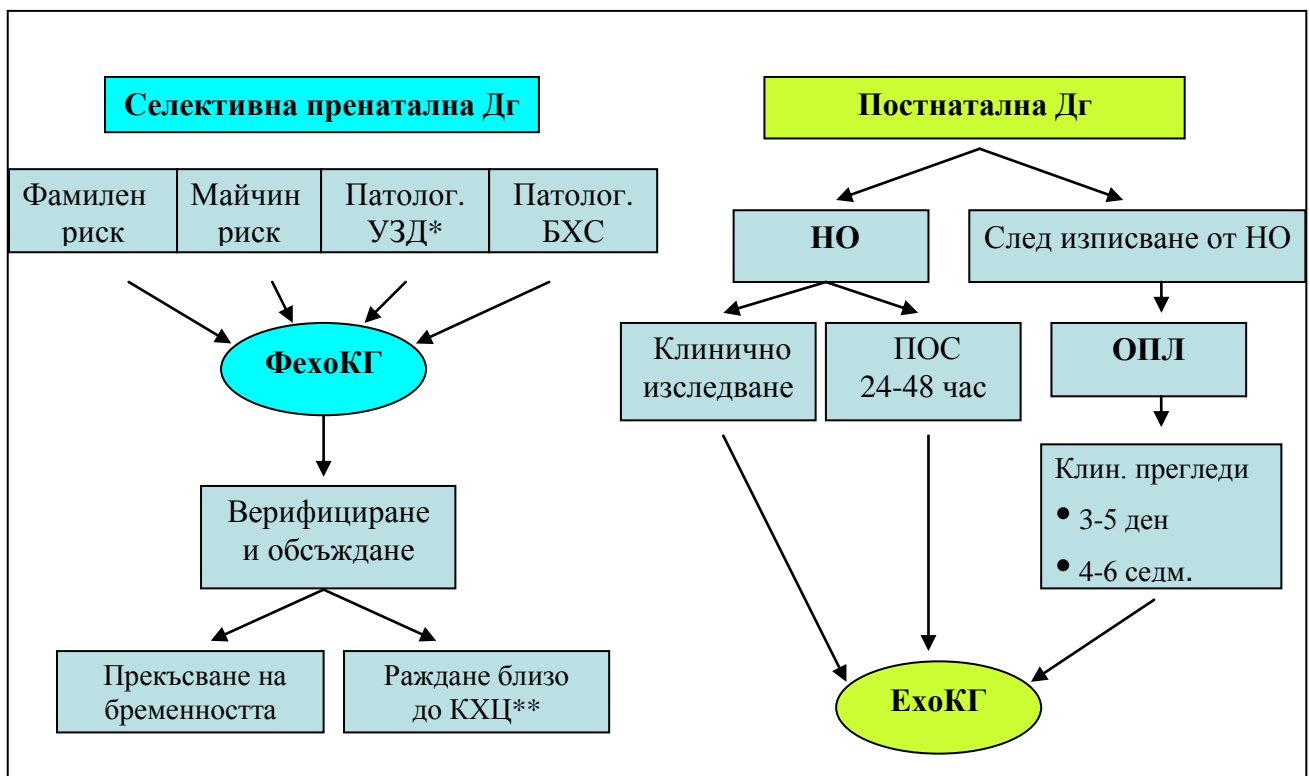 Селективна пренатална Дг
Фамилен
риск
Майчин
риск
Патолог.
УЗД*
Патолог.
БХС
ФехоКГ
Верифициране
и обсъждане
Прекъсване на
бременността
Раждане близо
до КХЦ**
Постнатална Дг
НО
След изписване от НО
Клинично
изследване
ПОС
24-48 час
ОПЛ
Клин. прегледи
• 3-5 ден
• 4-6 седм.
ЕхоКГ